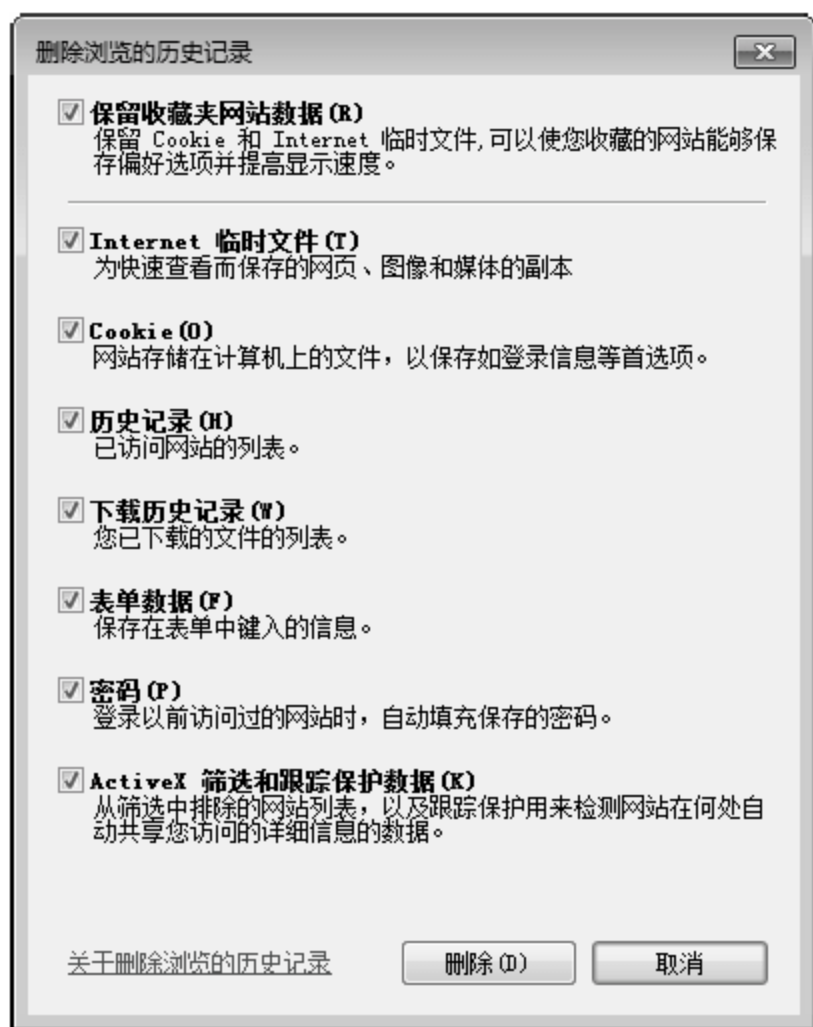 删除浏览的历史记录
保留收藏夹网站数据(R)
保留 Cookie 和 Internet 临时文件,可以使您收藏的网站能够保
存偏好选项并提高显示速度。
Internet 临时文件(T)
为快速查看而保存的网页、图像和媒体的副本
Cookie(O)
网站存储在计算机上的文件，以保存如登录信息等首选项。
历史记录(H)
已访问网站的列表。
下载历史记录(W)
您已下载的文件的列表。
表单数据(F)
保存在表单中键入的信息。
密码(P)
登录以前访问过的网站时，自动填充保存的密码。
ActiveX 筛选和跟踪保护数据(K)
从筛选中排除的网站列表，以及跟踪保护用来检测网站在何处自
动共享您访问的详细信息的数据。
关于删除浏览的历史记录 删除(D) 取消